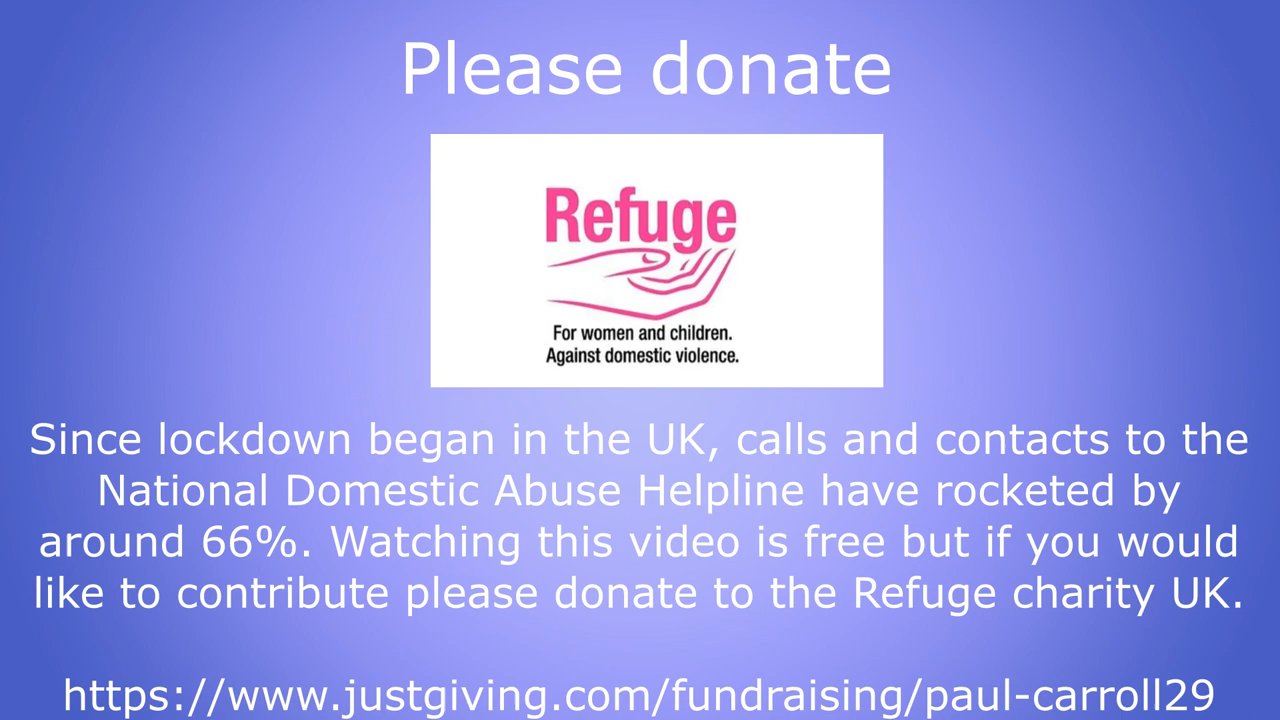 Please donate
Refuge
For women and children.
Against domestic violence.
Since lockdown began in the UK, calls and contacts to the
National Domestic Abuse Helpline have rocketed by
around 66%. Watching this video is free but if you would
like to contribute please donate to the Refuge charity UK.
https://www.justgiving.com/fundraising/paul-carroll29